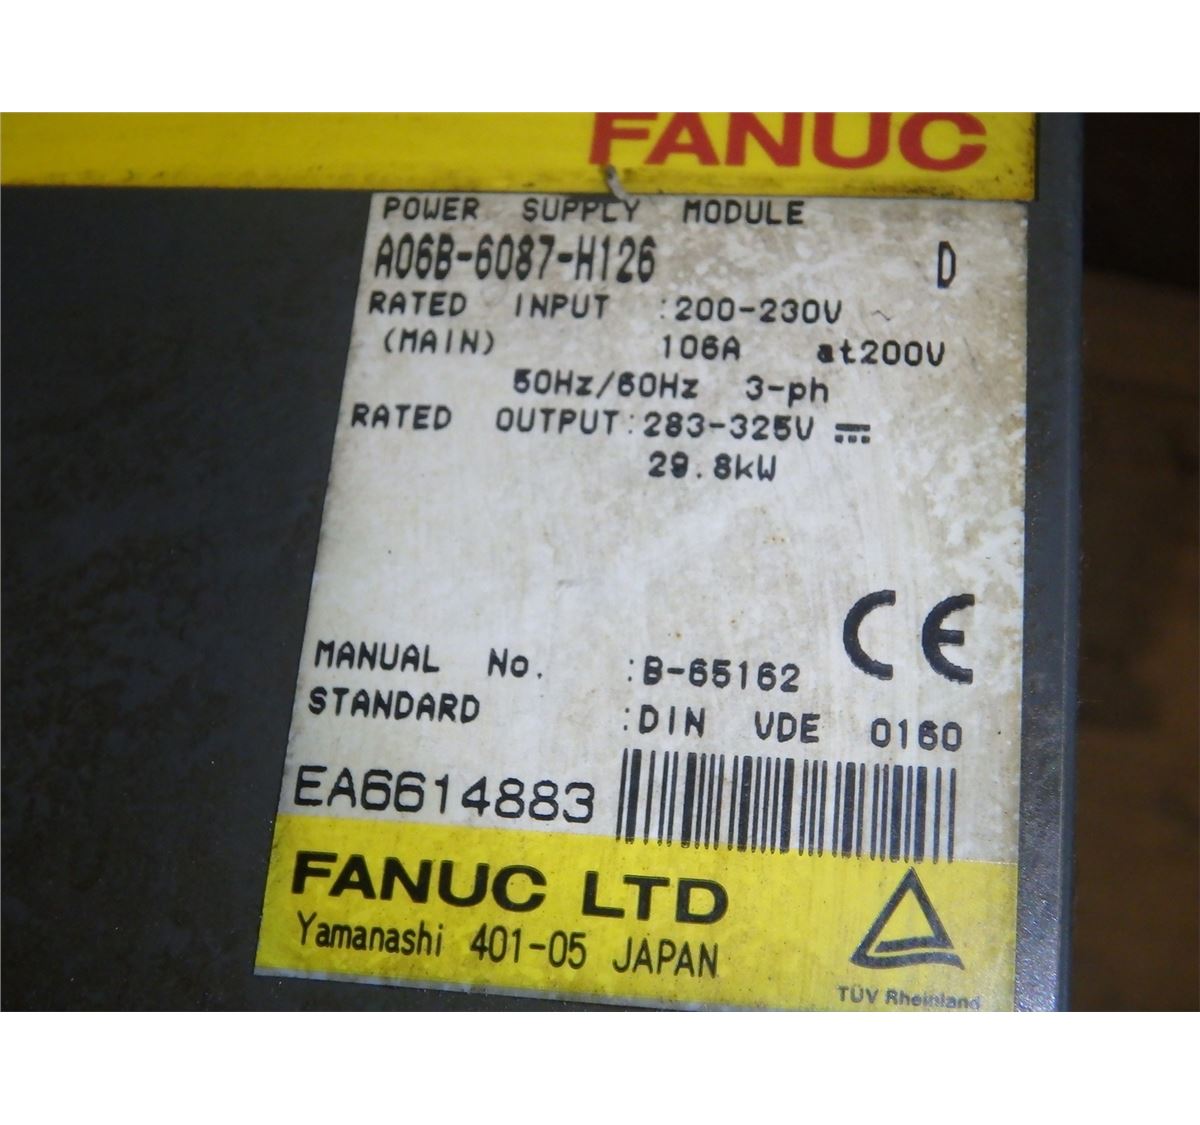 FANUC
POWER SUPPLY MODULE
A06B-6087-H126 D
RATED INPUT :200-230V ~
(MAIN) 106A at200V
50Hz/60Hz 3-ph
RATED OUTPUT:283-325V
29.8kW
CE
MANUAL No. :B-65162
STANDARD :DIN VDE 0160
EA6614883
FANUC LTD
Yamanashi 401-05 JAPAN
TÜV Rheinland